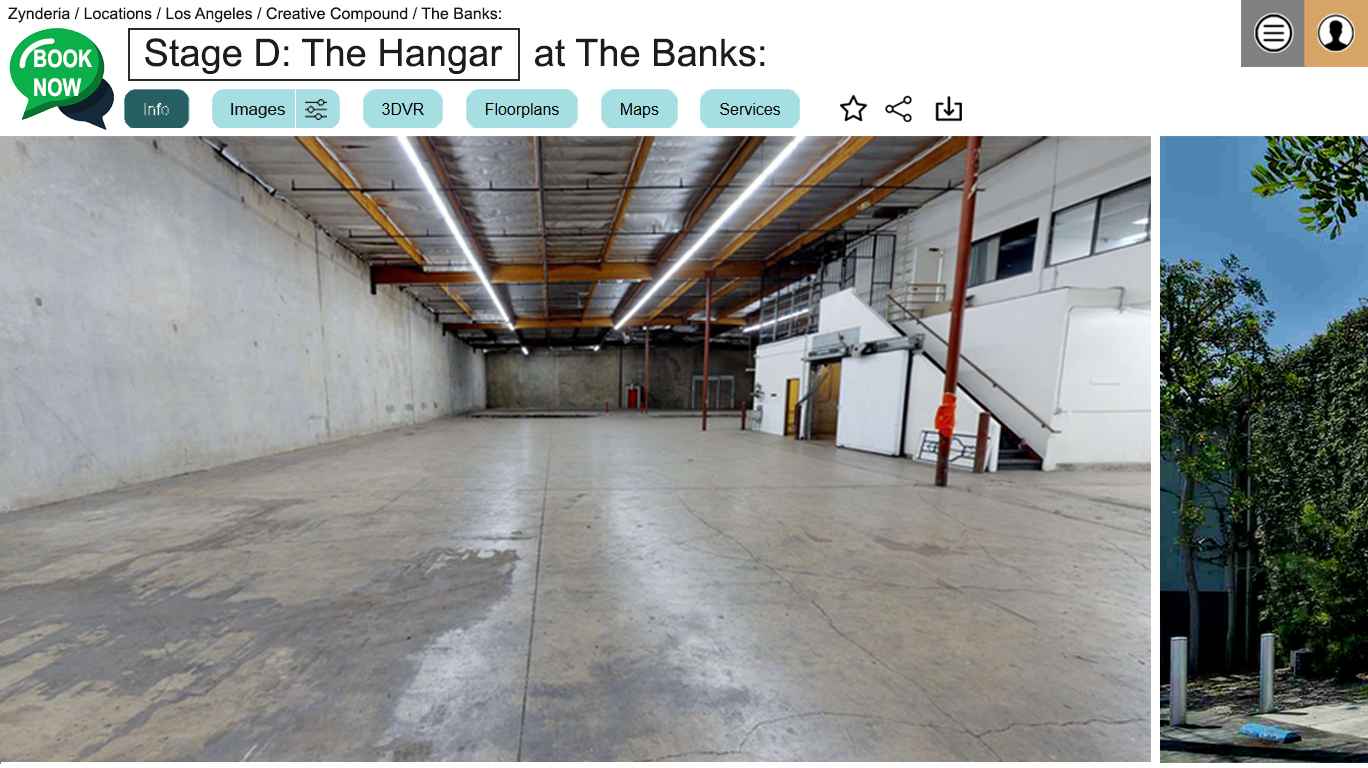 Zynderia / Locations / Los Angeles / Creative Compound / The Banks:
BOOK
NOW
Stage D: The Hangar at The Banks:
Info
Images
3DVR
Floorplans
Maps
Services